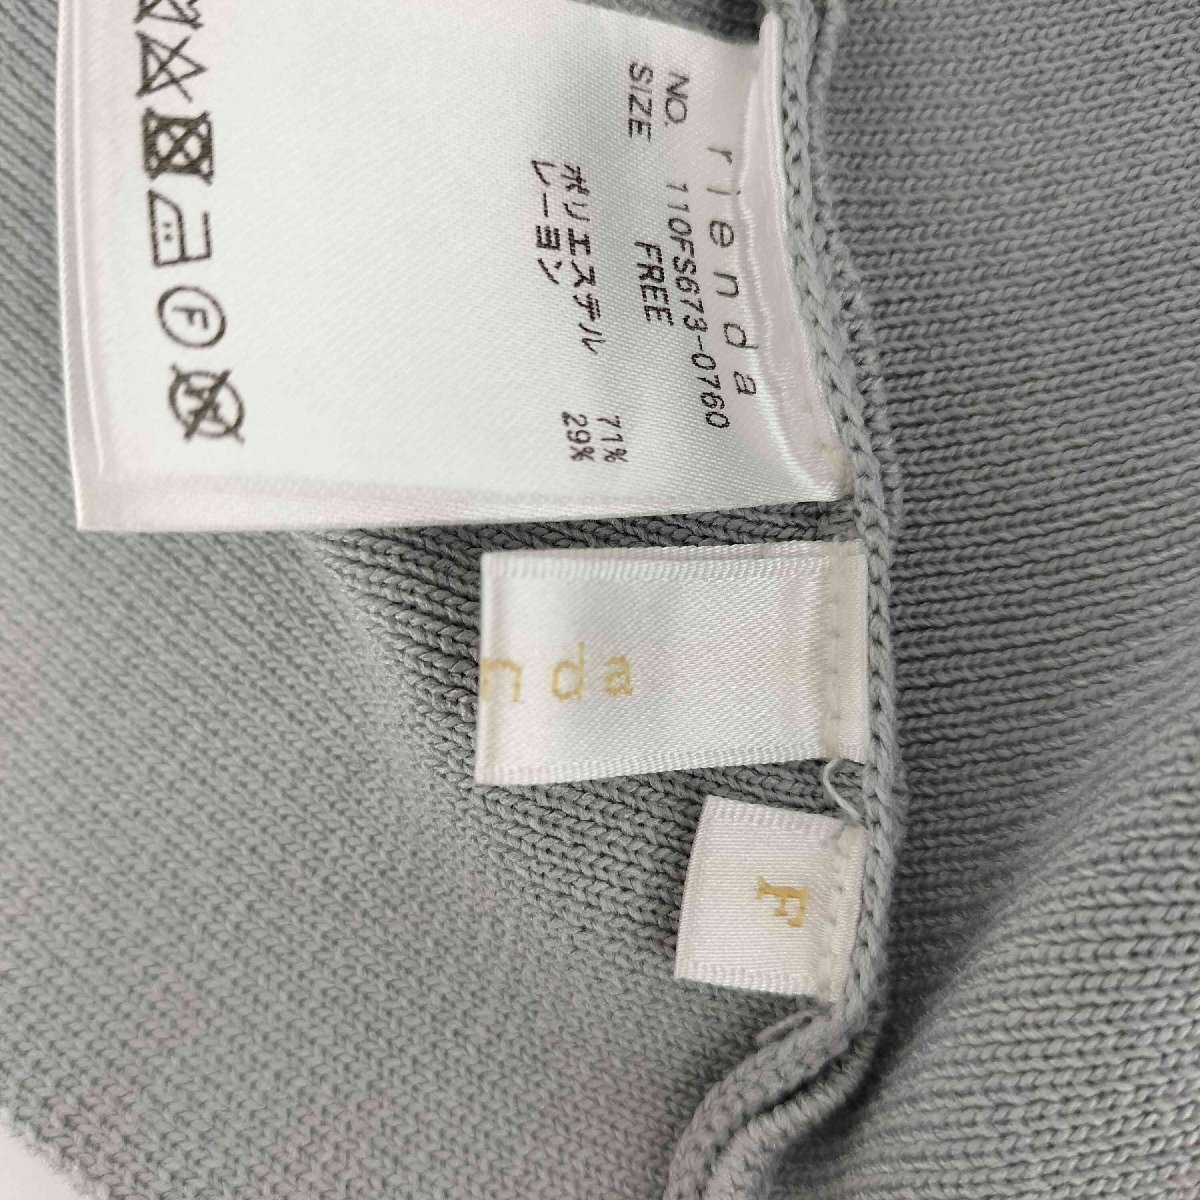 rienda
NO. 110FS673-0760
SIZE FREE
ポリエステル 71%
レーヨン 29%
F
nda
F